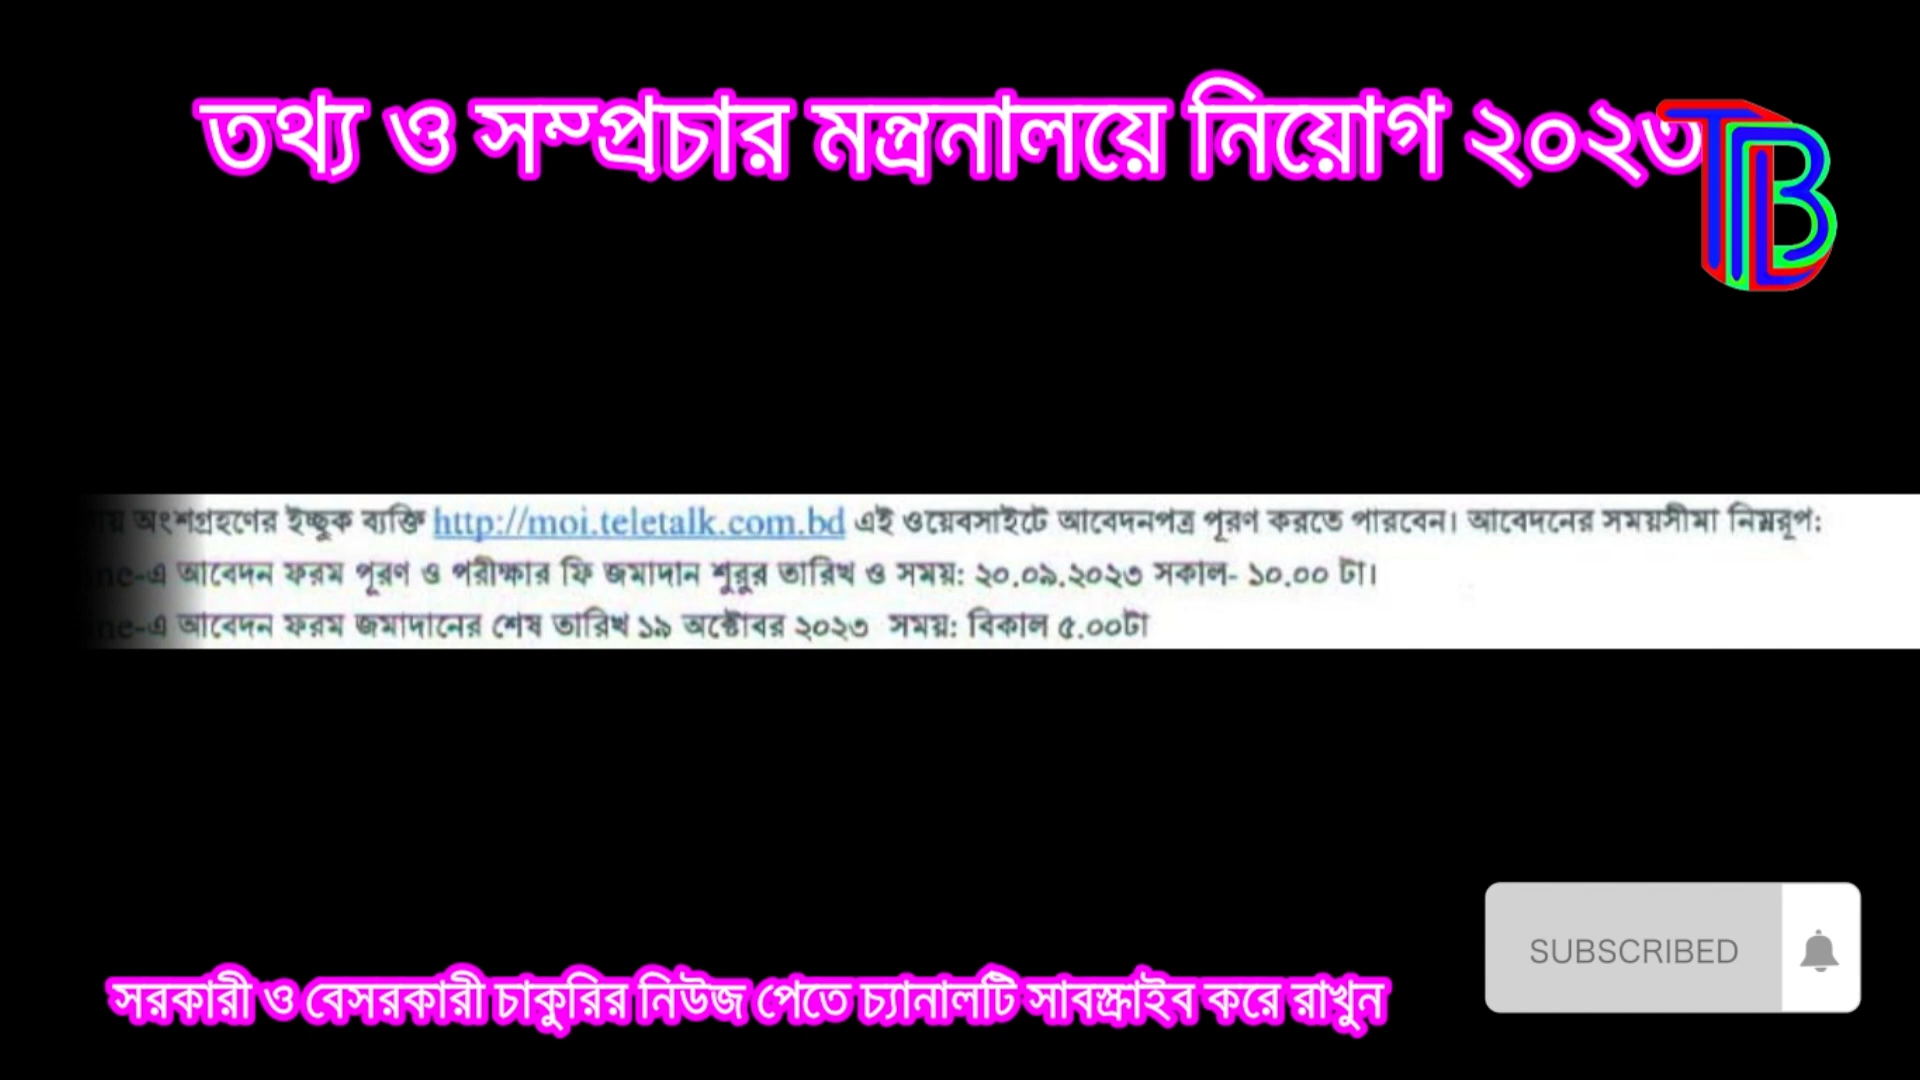 তথ্য ও সম্প্রচার মন্ত্রনালয়ে নিয়োগ ২০২৩
TB
অংশগ্রহণের ইচ্ছুক ব্যক্তি http://moi.teletalk.com.bd এই ওয়েবসাইটে আবেদনপত্র পূরণ করতে পারবেন। আবেদনের সময়সীমা নিম্নরূপ:
ne-এ আবেদন ফরম পূরণ ও পরীক্ষার ফি জমাদান শুরুর তারিখ ও সময়: ২০.০৯.২০২৩ সকাল- ১০.০০ টা।
ne-এ আবেদন ফরম জমাদানের শেষ তারিখ ১৯ অক্টোবর ২০২৩ সময়: বিকাল ৫.০০টা
SUBSCRIBED
সরকারী ও বেসরকারী চাকুরির নিউজ পেতে চ্যানালটি সাবস্ক্রাইব করে রাখুন